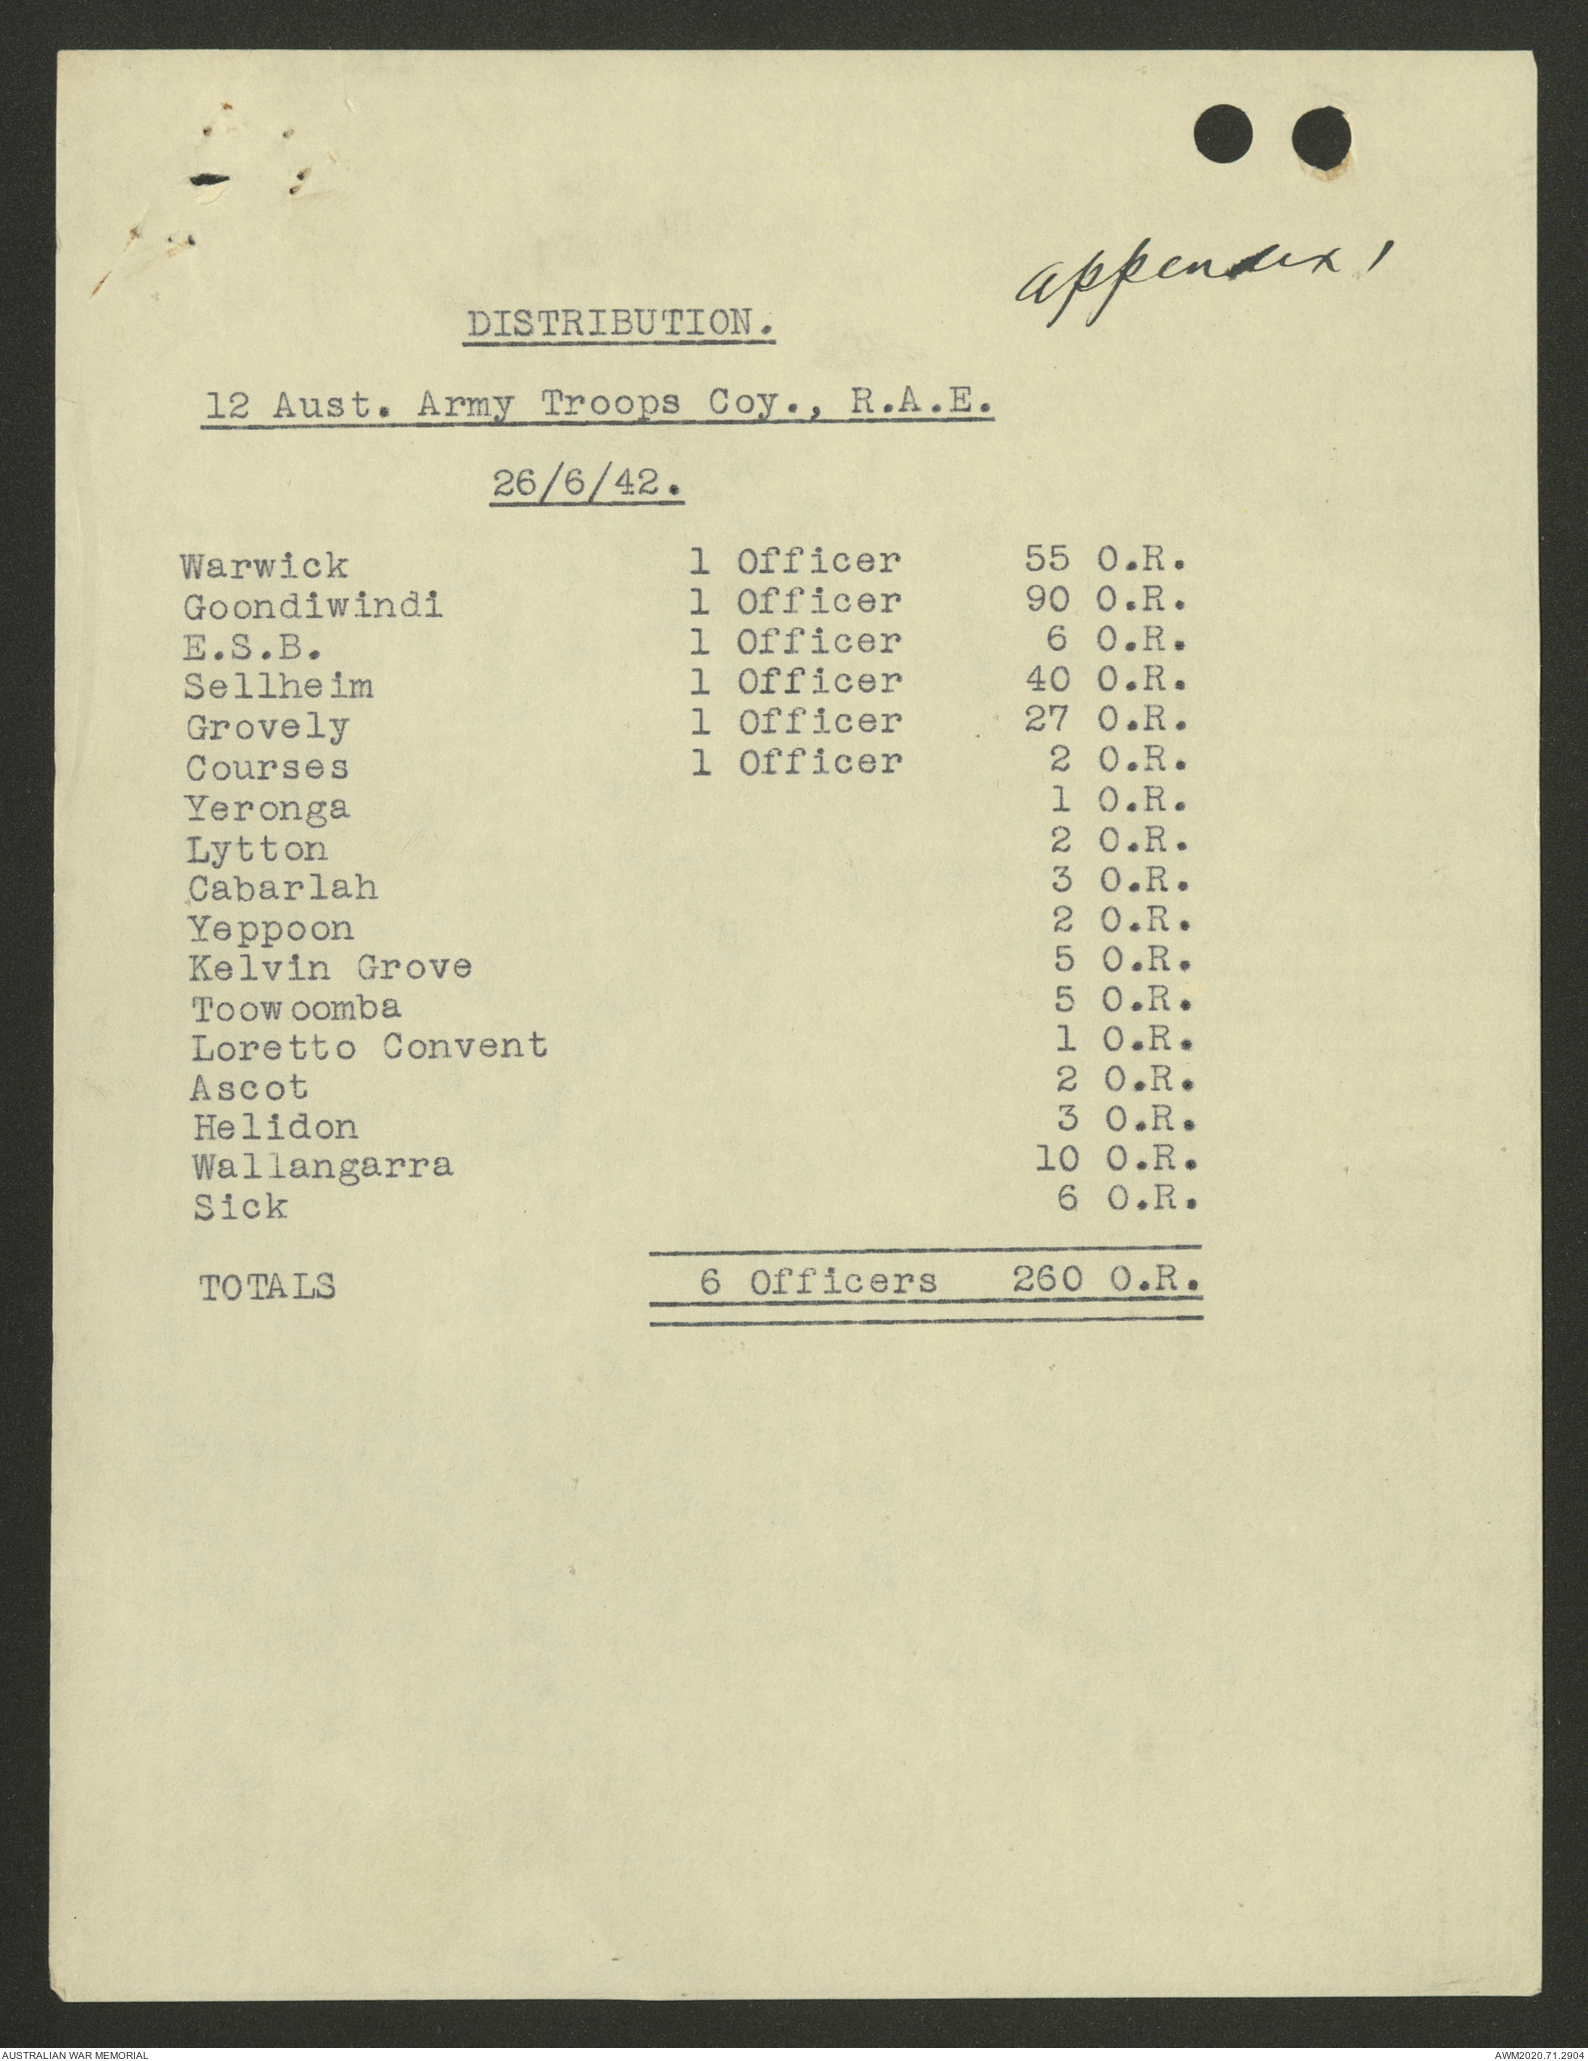 appendix 1
DISTRIBUTION.
12 Aust. Army Troops Coy., R.A.E.
26/6/42.
Warwick 1 Officer 55 O.R.
Goondiwindi 1 Officer 90 O.R.
E.S.B. 1 Officer 6 O.R.
Sellheim 1 Officer 40 O.R.
Grovely 1 Officer 27 O.R.
Courses 1 Officer 2 O.R.
Yeronga 1 O.R.
Lytton 2 O.R.
Cabarlah 3 O.R.
Yeppoon 2 O.R.
Kelvin Grove 5 O.R.
Toowoomba 5 O.R.
Loretto Convent 1 O.R.
Ascot 2 O.R.
Helidon 3 O.R.
Wallangarra 10 O.R.
Sick 6 O.R.
TOTALS 6 Officers 260 O.R.
AUSTRALIAN WAR MEMORIAL AWM2020.71.2904